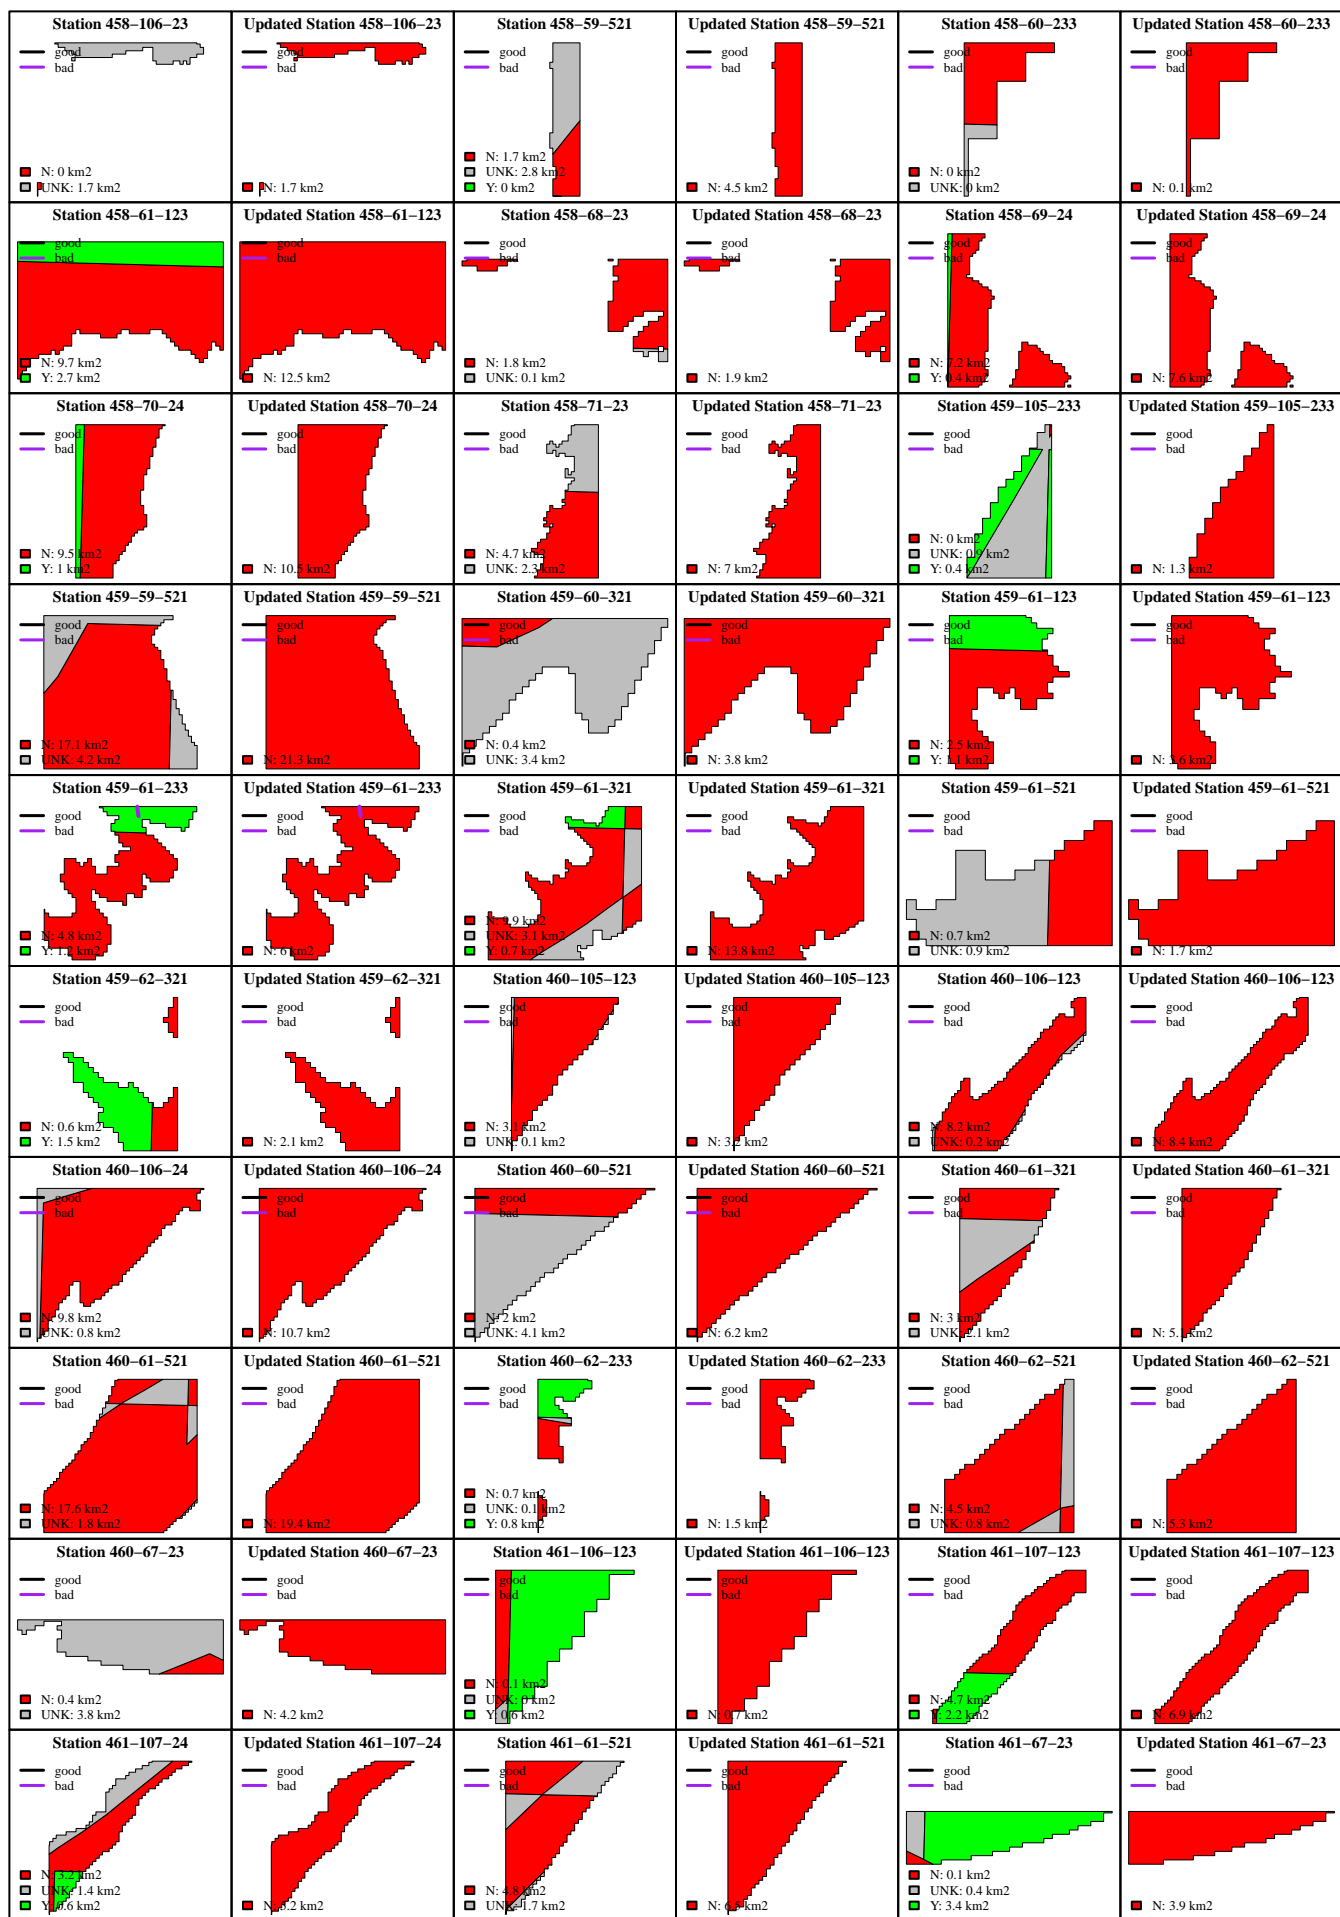 Station 458−106−23
good
bad
N: 0 km2
UNK: 1.7 km2
Updated Station 458−106−23
good
bad
N: 1.7 km2
Station 458−59−521
good
bad
N: 1.7 km2
UNK: 2.8 km2
Y: 0 km2
Updated Station 458−59−521
good
bad
N: 4.5 km2
Station 458−60−233
good
bad
N: 0 km2
UNK: 0 km2
Updated Station 458−60−233
good
bad
N: 0.1 km2
Station 458−61−123
good
bad
N: 9.7 km2
Y: 2.7 km2
Updated Station 458−61−123
good
bad
N: 12.5 km2
Station 458−68−23
good
bad
N: 1.8 km2
UNK: 0.1 km2
Updated Station 458−68−23
good
bad
N: 1.9 km2
Station 458−69−24
good
bad
N: 7.2 km2
Y: 0.4 km2
Updated Station 458−69−24
good
bad
N: 7.6 km2
Station 458−70−24
good
bad
N: 9.5 km2
Y: 1 km2
Updated Station 458−70−24
good
bad
N: 10.5 km2
Station 458−71−23
good
bad
N: 4.7 km2
UNK: 2.3 km2
Updated Station 458−71−23
good
bad
N: 7 km2
Station 459−105−233
good
bad
N: 0 km2
UNK: 0.9 km2
Y: 0.4 km2
Updated Station 459−105−233
good
bad
N: 1.3 km2
Station 459−59−521
good
bad
N: 17.1 km2
UNK: 4.2 km2
Updated Station 459−59−521
good
bad
N: 21.3 km2
Station 459−60−321
good
bad
N: 0.4 km2
UNK: 3.4 km2
Updated Station 459−60−321
good
bad
N: 3.8 km2
Station 459−61−123
good
bad
N: 2.5 km2
Y: 1.1 km2
Updated Station 459−61−123
good
bad
N: 3.6 km2
Station 459−61−233
good
bad
N: 4.8 km2
Y: 1.2 km2
Updated Station 459−61−233
good
bad
N: 6 km2
Station 459−61−321
good
bad
N: 9.9 km2
UNK: 3.1 km2
Y: 0.7 km2
Updated Station 459−61−321
good
bad
N: 13.8 km2
Station 459−61−521
good
bad
N: 0.7 km2
UNK: 0.9 km2
Updated Station 459−61−521
good
bad
N: 1.7 km2
Station 459−62−321
good
bad
N: 0.6 km2
Y: 1.5 km2
Updated Station 459−62−321
good
bad
N: 2.1 km2
Station 460−105−123
good
bad
N: 3.1 km2
UNK: 0.1 km2
Updated Station 460−105−123
good
bad
N: 3.2 km2
Station 460−106−123
good
bad
N: 8.2 km2
UNK: 0.2 km2
Updated Station 460−106−123
good
bad
N: 8.4 km2
Station 460−106−24
good
bad
N: 9.8 km2
UNK: 0.8 km2
Updated Station 460−106−24
good
bad
N: 10.7 km2
Station 460−60−521
good
bad
N: 2 km2
UNK: 4.1 km2
Updated Station 460−60−521
good
bad
N: 6.2 km2
Station 460−61−321
good
bad
N: 3 km2
UNK: 2.1 km2
Updated Station 460−61−321
good
bad
N: km2
Station 460−61−521
good
bad
N: 17.6 km2
UNK: 1.8 km2
Updated Station 460−61−521
good
bad
N: 19.4 km2
Station 460−62−233
good
bad
N: 0.7 km2
UNK: 0.1 km2
Y: 0.8 km2
Updated Station 460−62−233
good
bad
N: 1.5 km2
Station 460−62−521
good
bad
N: 4.5 km2
UNK: 0.8 km2
Updated Station 460−62−521
good
bad
N: 5.3 km2
Station 460−67−23
good
bad
N: 0.4 km2
UNK: 3.8 km2
Updated Station 460−67−23
good
bad
N: 4.2 km2
Station 461−106−123
good
bad
N: 0.1 km2
UNK: 0 km2
Y: 0.6 km2
Updated Station 461−106−123
good
bad
N: 0.7 km2
Station 461−107−123
good
bad
N: 4.7 km2
Y: 2.2 km2
Updated Station 461−107−123
good
bad
N: 6.9 km2
Station 461−107−24
good
bad
N: 3.2 km2
UNK: 1.4 km2
Y: 0.6 km2
Updated Station 461−107−24
good
bad
N: 5.2 km2
Station 461−61−521
good
bad
N: 4.8 km2
UNK: 1.7 km2
Updated Station 461−61−521
good
bad
N: 6.5 km2
Station 461−67−23
good
bad
N: 0.1 km2
UNK: 0.4 km2
Y: 3.4 km2
Updated Station 461−67−23
good
bad
N: 3.9 km2